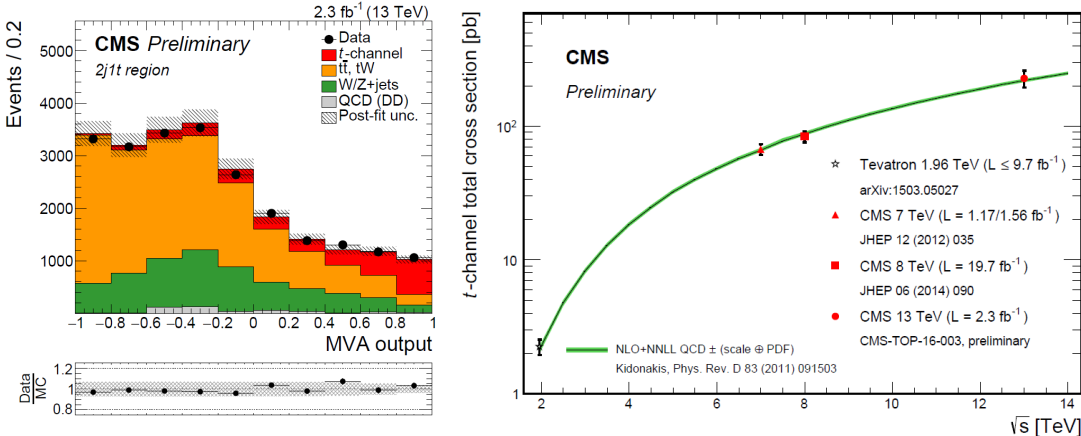 2.3 fb⁻¹ (13 TeV)
Events / 0.2
CMS Preliminary
2j1t region
Data
t-channel
tt̄, tW
W/Z+jets
QCD (DD)
Post-fit unc.
5000
4000
3000
2000
1000
−1 −0.8 −0.6 −0.4 −0.2 0 0.2 0.4 0.6 0.8 1
MVA output
Data
MC
1.2
1
0.8
t-channel total cross section [pb]
CMS
Preliminary
10²
10
1
Tevatron 1.96 TeV (L ≤ 9.7 fb⁻¹)
arXiv:1503.05027
CMS 7 TeV (L = 1.17/1.56 fb⁻¹)
JHEP 12 (2012) 035
CMS 8 TeV (L = 19.7 fb⁻¹)
JHEP 06 (2014) 090
CMS 13 TeV (L = 2.3 fb⁻¹)
CMS-TOP-16-003, preliminary
NLO+NNLL QCD ± (scale ⊕ PDF)
Kidonakis, Phys. Rev. D 83 (2011) 091503
2 4 6 8 10 12 14
√s [TeV]